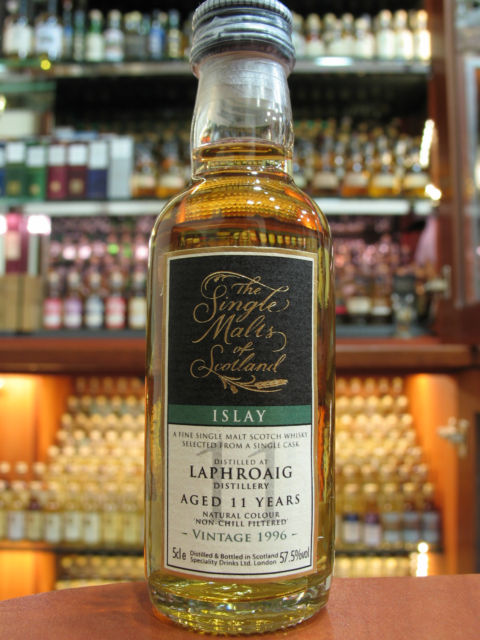 The
Single
Malts
of
Scotland
ISLAY
A FINE SINGLE MALT SCOTCH WHISKY
SELECTED FROM A SINGLE CASK
11
DISTILLED AT
LAPHROAIG
DISTILLERY
AGED 11 YEARS
NATURAL COLOUR
NON-CHILL FILTERED
~ VINTAGE 1996 ~
5cl e Distilled & Bottled in Scotland 57.5%vol
Speciality Drinks Ltd. London